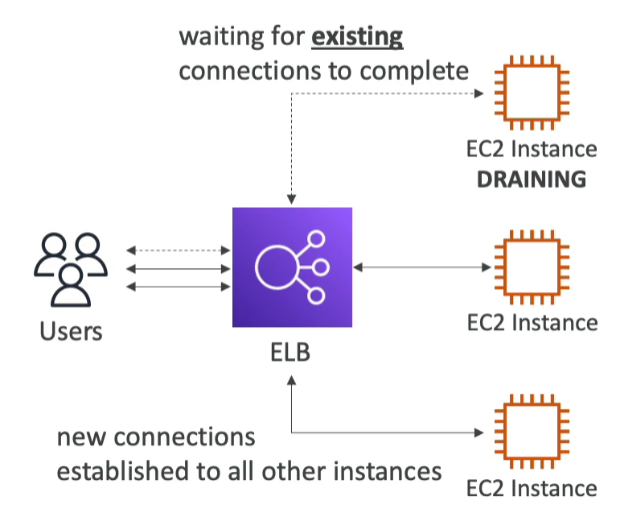 waiting for existing
connections to complete
EC2 Instance
DRAINING
Users
ELB
EC2 Instance
new connections
established to all other instances
EC2 Instance